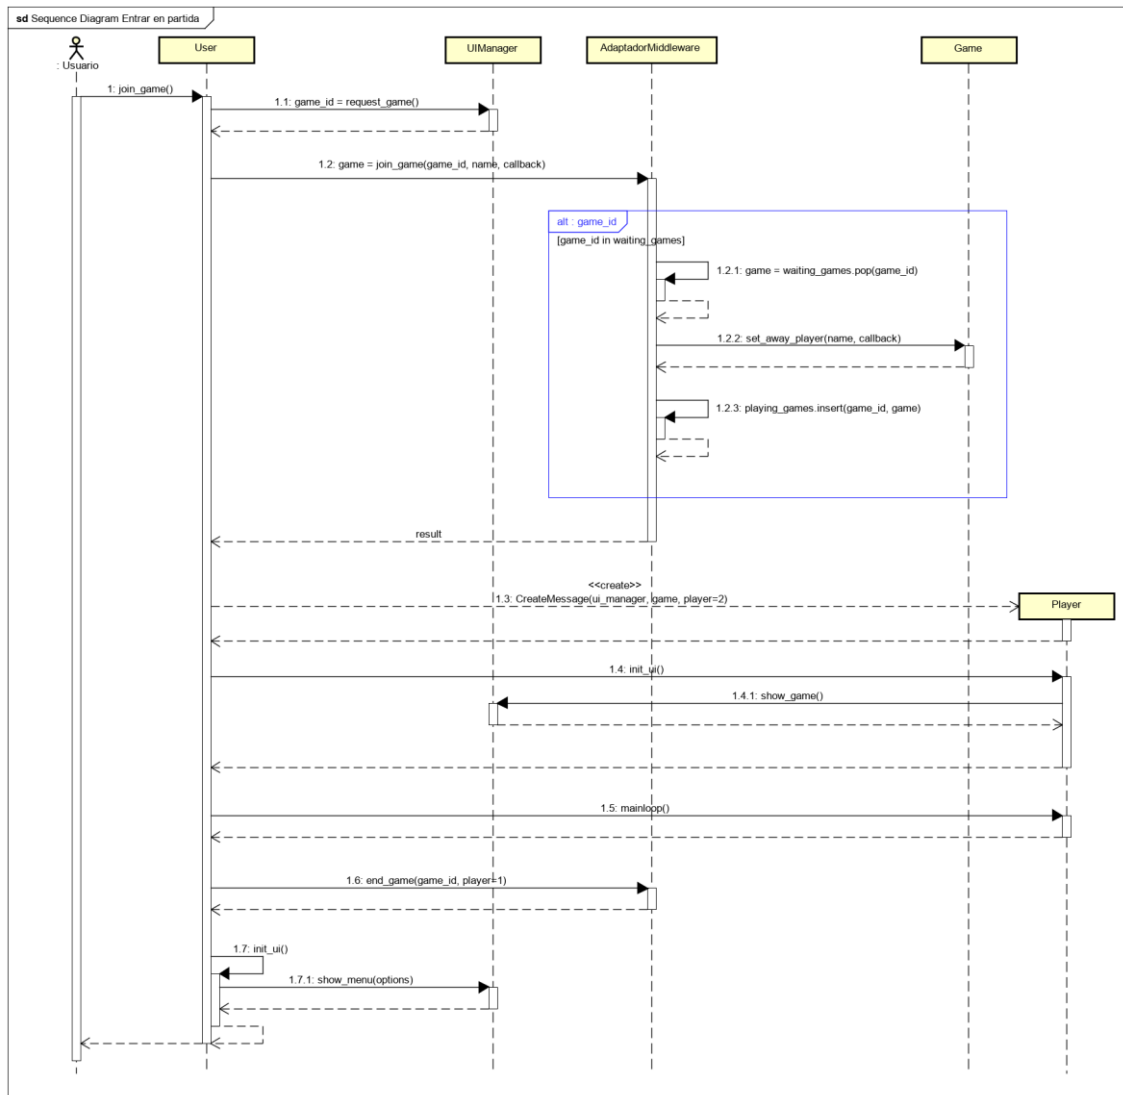 sd Sequence Diagram Entrar en partida
: Usuario
User
UIManager
AdaptadorMiddleware
Game
1: join_game()
1.1: game_id = request_game()
1.2: game = join_game(game_id, name, callback)
alt : game_id
[game_id in waiting_games]
1.2.1: game = waiting_games.pop(game_id)
1.2.2: set_away_player(name, callback)
1.2.3: playing_games.insert(game_id, game)
result
<<create>>
1.3: CreateMessage(ui_manager, game, player=2)
Player
1.4: init_ui()
1.4.1: show_game()
1.5: mainloop()
1.6: end_game(game_id, player=1)
1.7: init_ui()
1.7.1: show_menu(options)